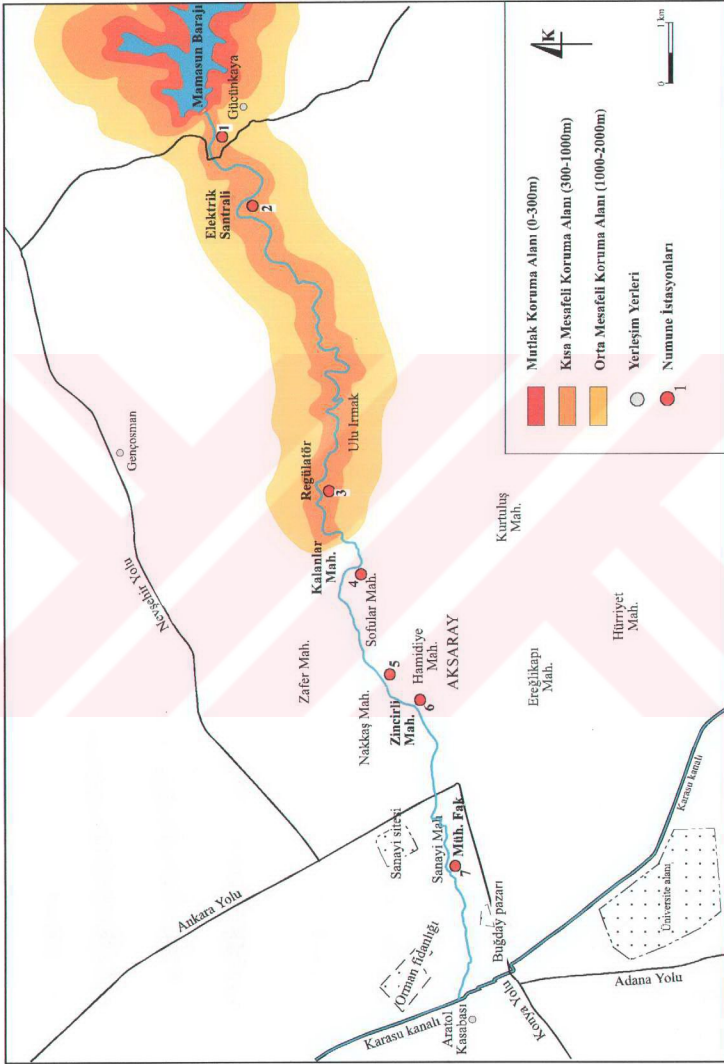 Mamasun Barajı
Gücünkaya
1
Elektrik
Santrali
2
Gençosman
Nevşehir Yolu
Regülatör
3
Ulu Irmak
Kalanlar
Mah.
4
Sofular Mah.
Zafer Mah.
5
Hamidiye
Mah.
AKSARAY
Nakkaş Mah.
Zincirli
Mah.
6
Kurtuluş
Mah.
Hürriyet
Mah.
Ereğlikapı
Mah.
Sanayi sitesi
Sanayi Mah
Müh. Fak
7
Ankara Yolu
Orman fidanlığı
Buğday pazarı
Karasu kanalı
Üniversite alanı
Karasu kanalı
Aratol
Kasabası
Konya Yolu
Adana Yolu
Mutlak Koruma Alanı (0-300m)
Kısa Mesafeli Koruma Alanı (300-1000m)
Orta Mesafeli Koruma Alanı (1000-2000m)
Yerleşim Yerleri
1
Numune İstasyonları
K
0
1 km